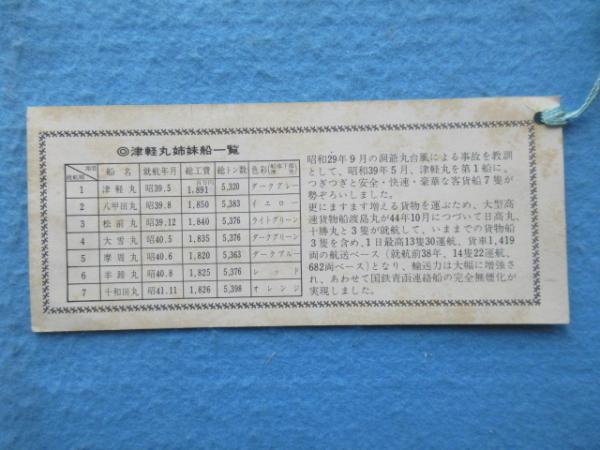 ◎津軽丸姉妹船一覧
船名 就航年月 総工費 総トン数 色彩
百万円
1 津軽丸 昭39.5 1,891 5,320 ダークグレー
2 八甲田丸 昭39.8 1,850 5,383 イエロー
3 松前丸 昭39.12 1,840 5,376 ライトグリーン
4 大雪丸 昭40.5 1,835 5,376 ダークグリーン
5 摩周丸 昭40.6 1,820 5,363 ダークブルー
6 羊蹄丸 昭40.8 1,825 5,376 レッド
7 十和田丸 昭41.11 1,826 5,398 オレンジ
昭和29年9月の洞爺丸台風による事故を教訓
として、昭和39年5月、津軽丸を第1船に、
つぎつぎと安全・快速・豪華な客貨船7隻が
勢ぞろいしました。
更にますます増える貨物を運ぶため、大型高
速貨物船渡島丸が44年10月につづいて日高丸、
十勝丸と3隻が就航して、いままでの貨物船
3隻を含め、1日最高13隻30運航、貨車1,419
両の航送ベース(就航前38年、14隻22運航、
682両ベース)となり、輸送力は大幅に増強さ
れ、あわせて国鉄青函連絡船の完全無煙化が
実現しました。